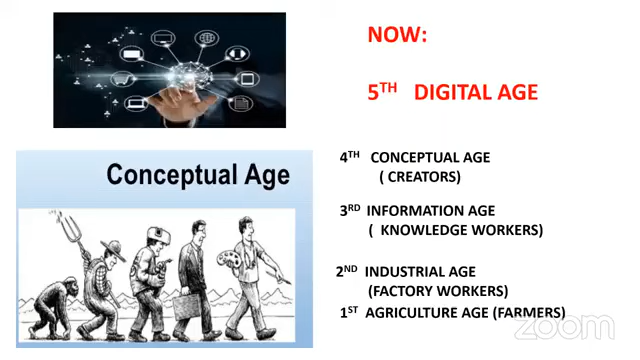 NOW:
5TH DIGITAL AGE
Conceptual Age
4TH CONCEPTUAL AGE
( CREATORS)
3RD INFORMATION AGE
( KNOWLEDGE WORKERS)
2ND INDUSTRIAL AGE
(FACTORY WORKERS)
1ST AGRICULTURE AGE (FARMERS)
zoom